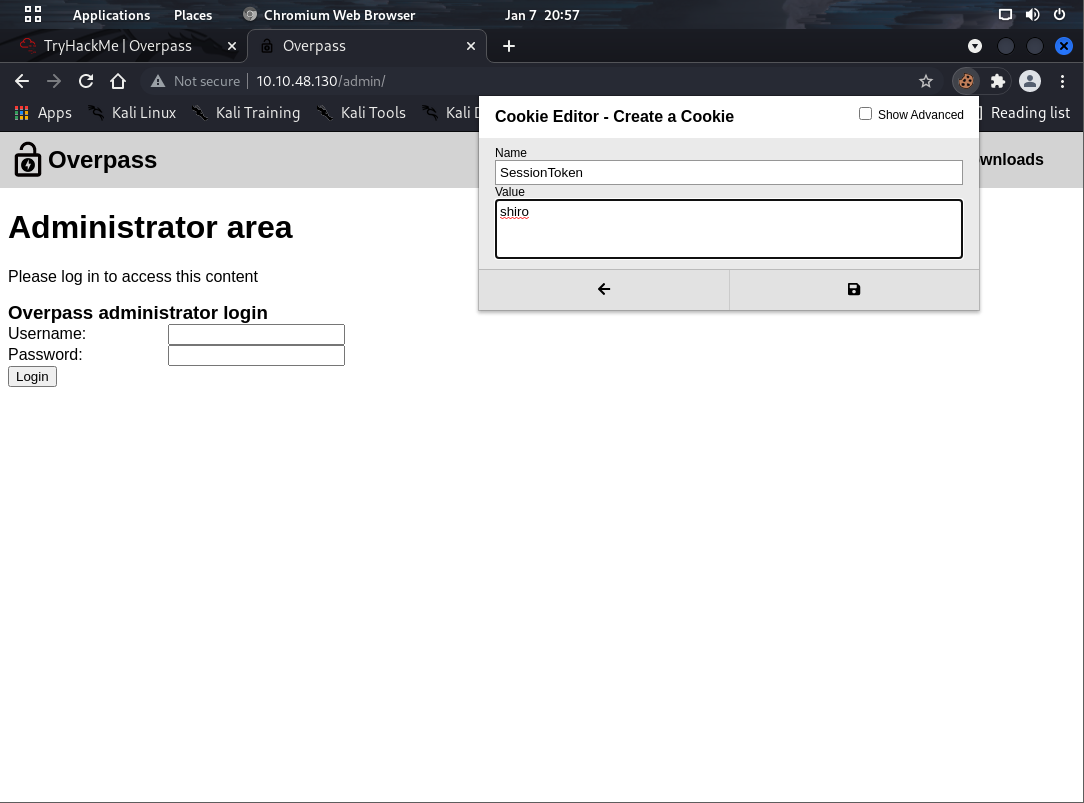 Applications Places Chromium Web Browser Jan 7 20:57
TryHackMe | Overpass Overpass
Not secure 10.10.48.130/admin/
Apps Kali Linux Kali Training Kali Tools Kali D Reading list
Cookie Editor - Create a Cookie Show Advanced
Name
SessionToken
Value
shiro
Overpass wnloads
Administrator area
Please log in to access this content
Overpass administrator login
Username:
Password:
Login